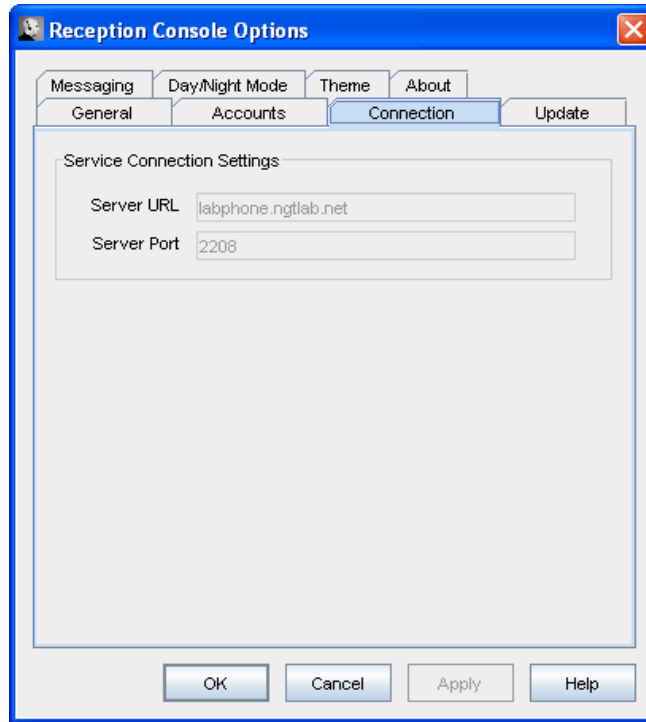 Reception Console Options
Messaging Day/Night Mode Theme About
General Accounts Connection Update
Service Connection Settings
Server URL labphone.ngtlab.net
Server Port 2208
OK Cancel Apply Help